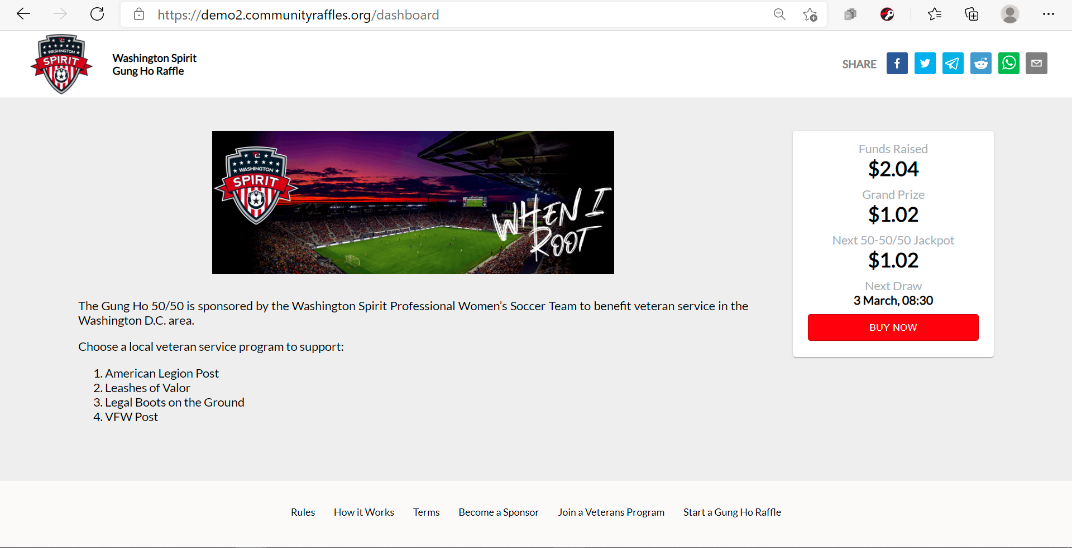 https://demo2.communityraffles.org/dashboard
WASHINGTON
SPIRIT
Washington Spirit
Gung Ho Raffle
SHARE
WASHINGTON
SPIRIT
WHEN I
ROOT
Funds Raised
$2.04
Grand Prize
$1.02
Next 50-50/50 Jackpot
$1.02
Next Draw
3 March, 08:30
BUY NOW
The Gung Ho 50/50 is sponsored by the Washington Spirit Professional Women's Soccer Team to benefit veteran service in the
Washington D.C. area.
Choose a local veteran service program to support:
1. American Legion Post
2. Leashes of Valor
3. Legal Boots on the Ground
4. VFW Post
Rules How it Works Terms Become a Sponsor Join a Veterans Program Start a Gung Ho Raffle